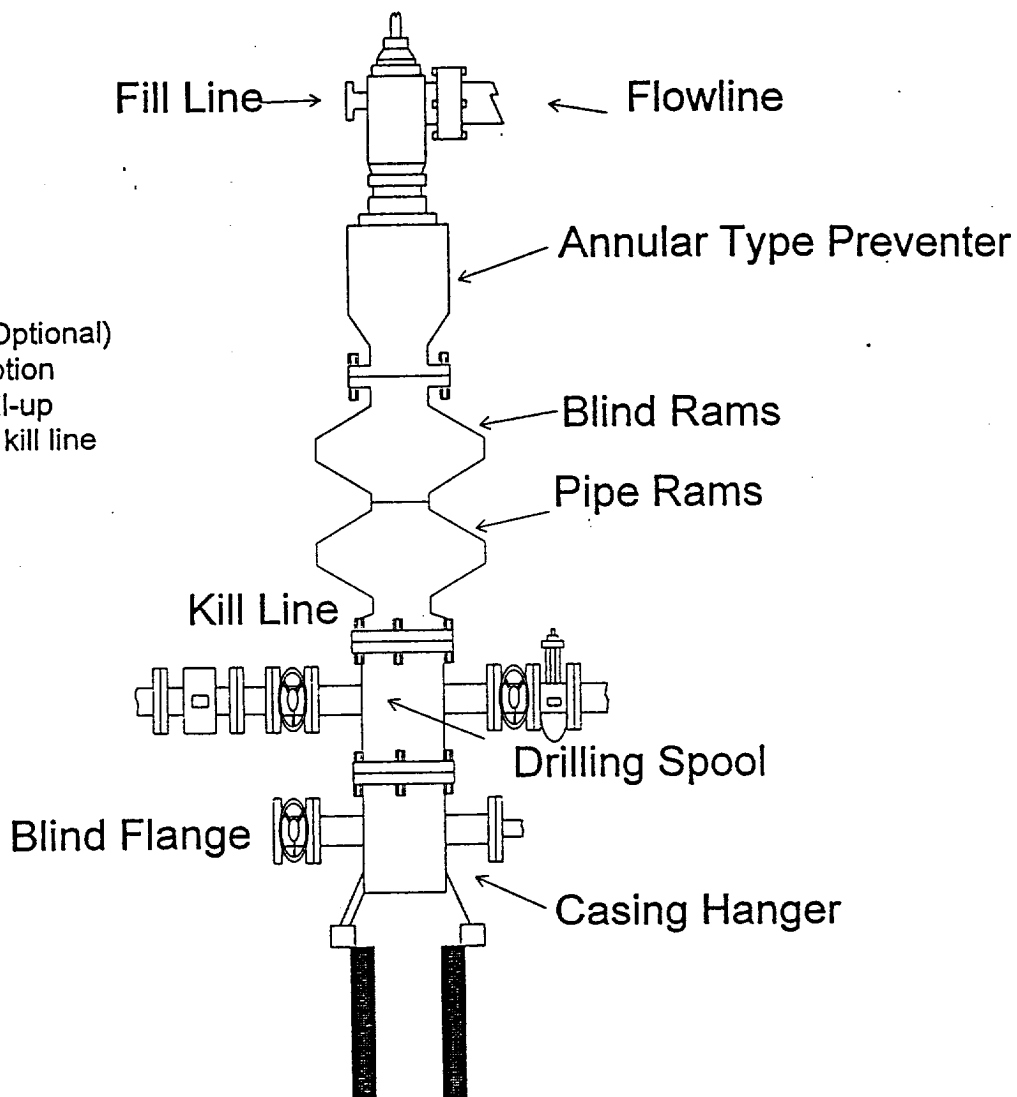 Fill Line
Flowline
Annular Type Preventer
Optional)
l-up
kill line
Blind Rams
Pipe Rams
Kill Line
Drilling Spool
Blind Flange
Casing Hanger